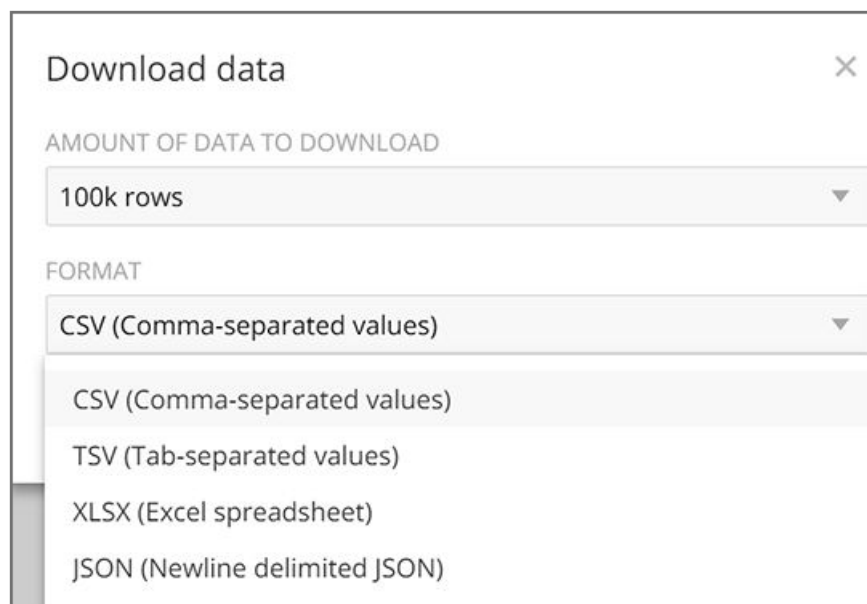 Download data
AMOUNT OF DATA TO DOWNLOAD
100k rows
FORMAT
CSV (Comma-separated values)
CSV (Comma-separated values)
TSV (Tab-separated values)
XLSX (Excel spreadsheet)
JSON (Newline delimited JSON)